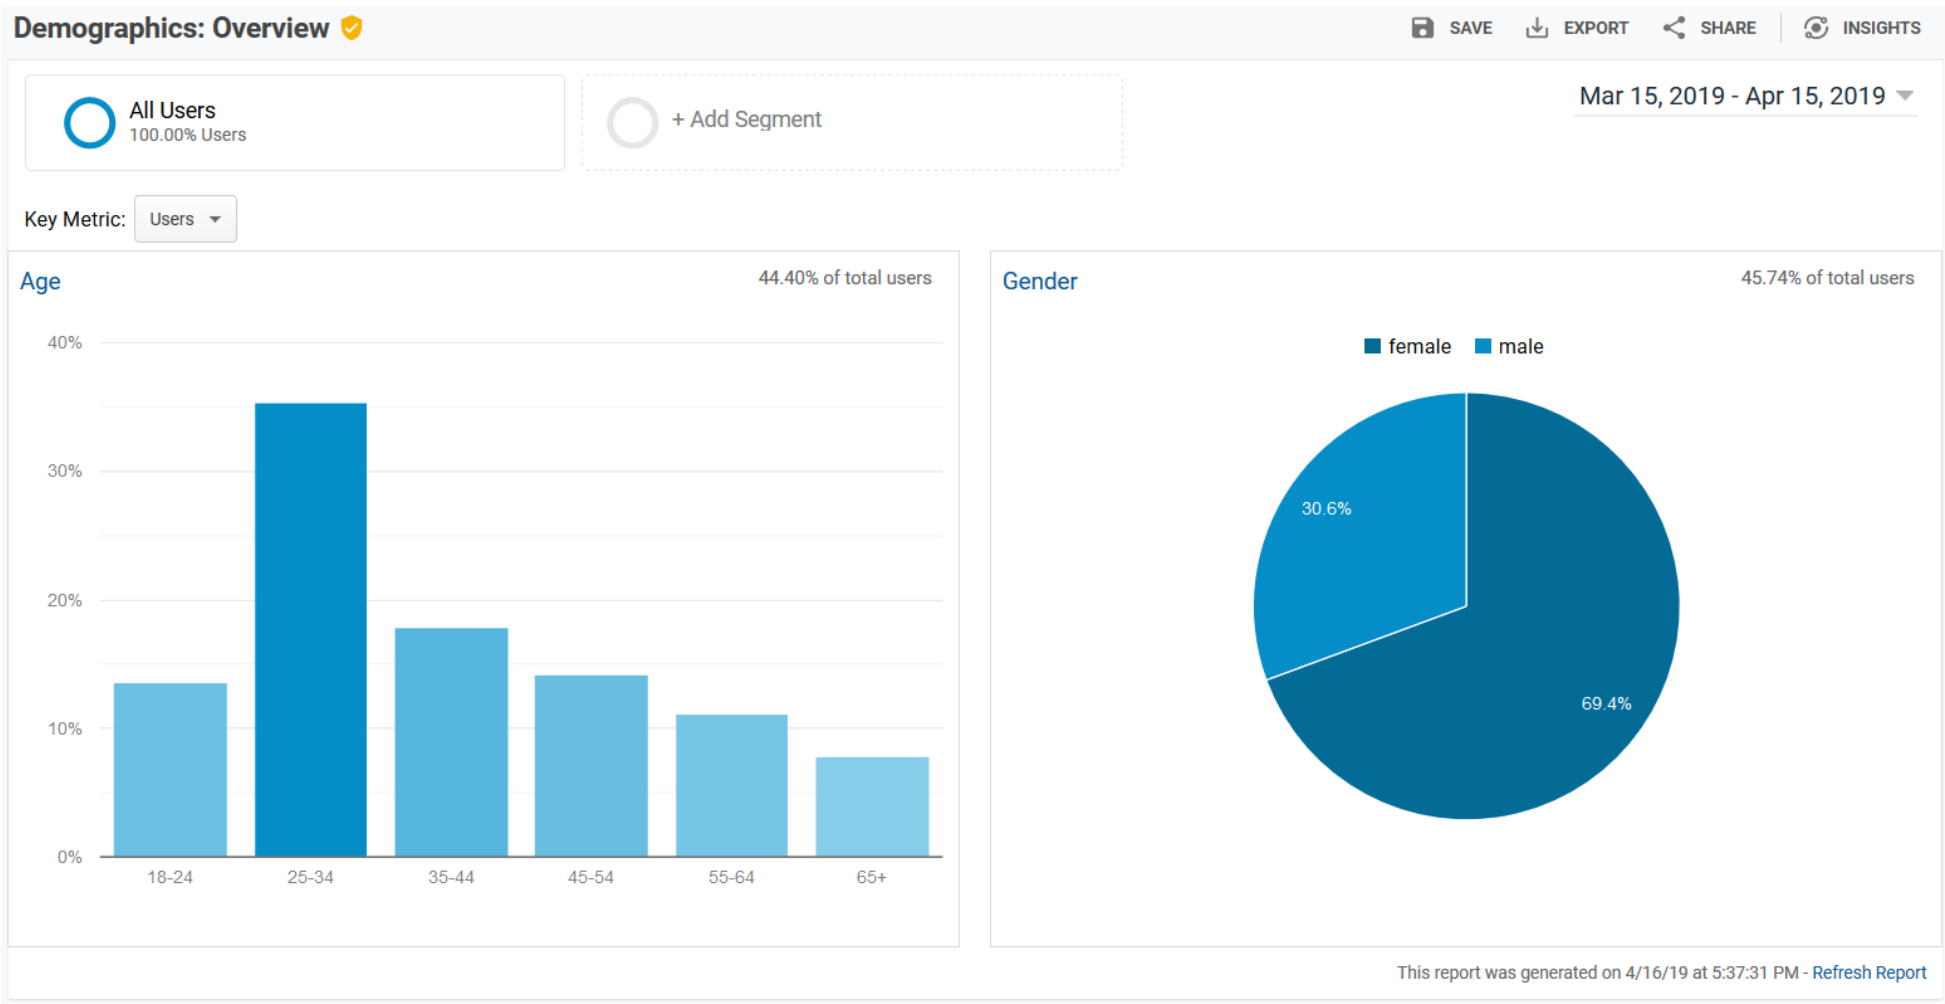 Demographics: Overview
SAVE
EXPORT
SHARE
INSIGHTS
All Users
100.00% Users
+ Add Segment
Mar 15, 2019 - Apr 15, 2019
Key Metric:
Users
Age
44.40% of total users
40%
30%
20%
10%
0%
18-24
25-34
35-44
45-54
55-64
65+
Gender
45.74% of total users
female
male
30.6%
69.4%
This report was generated on 4/16/19 at 5:37:31 PM - Refresh Report